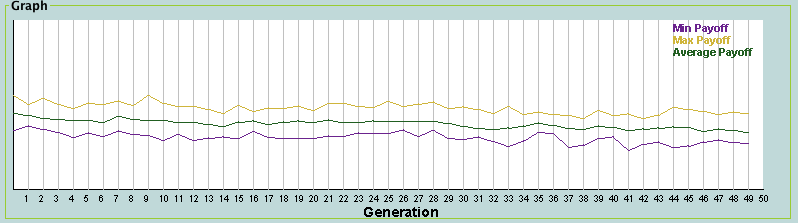 Graph
Min Payoff
Max Payoff
Average Payoff
1 2 3 4 5 6 7 8 9 10 11 12 13 14 15 16 17 18 19 20 21 22 23 24 25 26 27 28 29 30 31 32 33 34 35 36 37 38 39 40 41 42 43 44 45 46 47 48 49 50
Generation